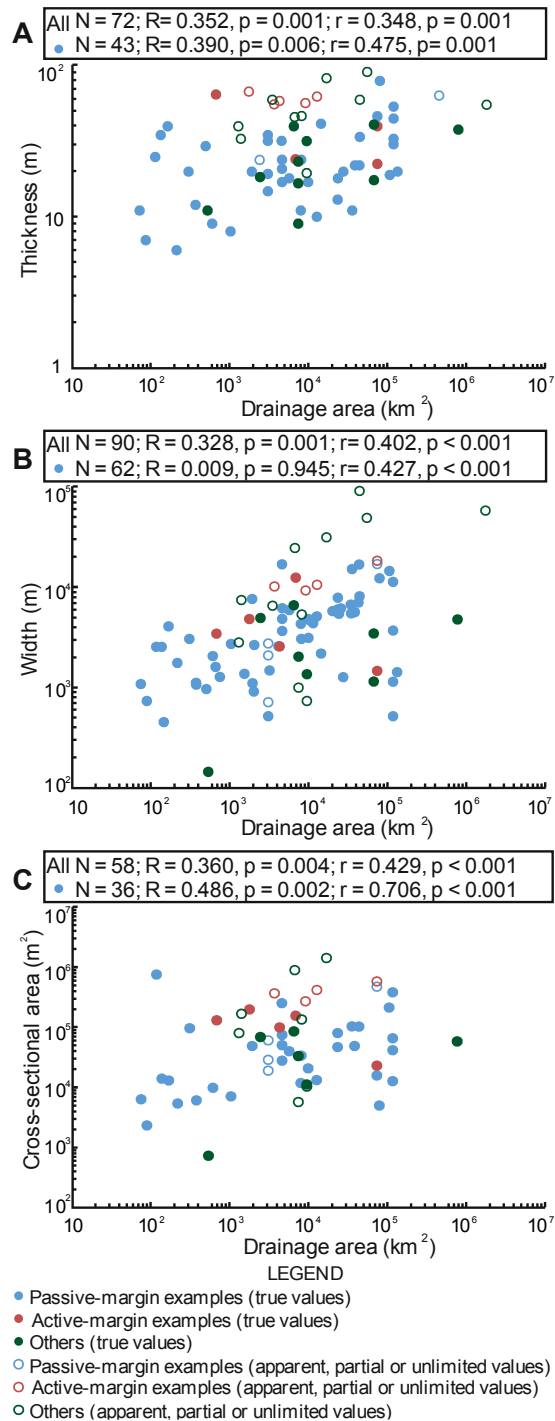 A
All N = 72; R= 0.352, p = 0.001; r= 0.348, p = 0.001
N = 43; R= 0.390, p= 0.006; r= 0.475, p= 0.001
10²
10
1
Thickness (m)
10 10² 10³ 10⁴ 10⁵ 10⁶ 10⁷
Drainage area (km²)
B
All N = 90; R= 0.328, p = 0.001; r= 0.402, p < 0.001
N = 62; R= 0.009, p = 0.945; r= 0.427, p < 0.001
10⁵
10⁴
10³
10²
Width (m)
10 10² 10³ 10⁴ 10⁵ 10⁶ 10⁷
Drainage area (km²)
C
All N = 58; R = 0.360, p = 0.004; r = 0.429, p < 0.001
N = 36; R = 0.486, p = 0.002; r = 0.706, p < 0.001
10⁷
10⁶
10⁵
10⁴
10³
10²
Cross-sectional area (m²)
10 10² 10³ 10⁴ 10⁵ 10⁶ 10⁷
Drainage area (km²)
LEGEND
Passive-margin examples (true values)
Active-margin examples (true values)
Others (true values)
Passive-margin examples (apparent, partial or unlimited values)
Active-margin examples (apparent, partial or unlimited values)
Others (apparent, partial or unlimited values)